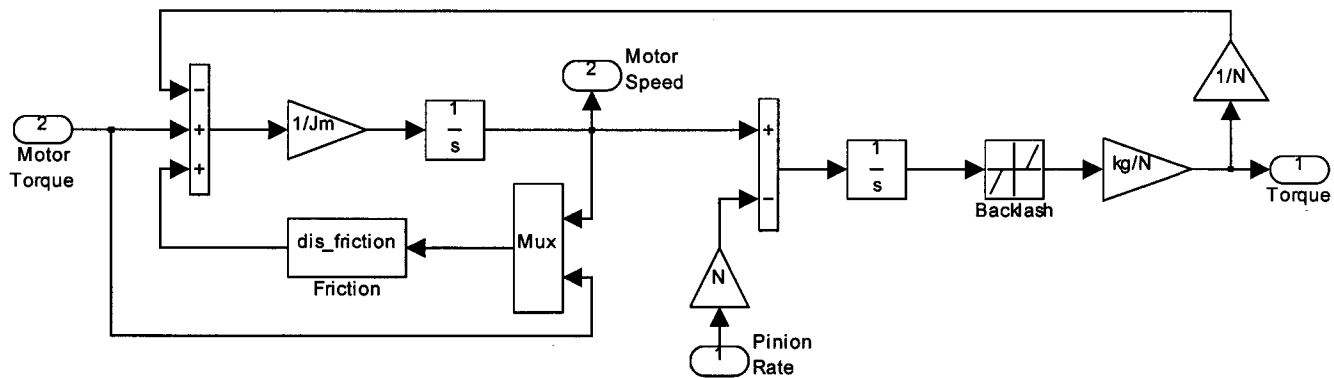 2
Motor
Torque
−
+
+
1/Jm
1
s
2
Motor
Speed
dis_friction
Friction
Mux
+
−
N
1
Pinion
Rate
1
s
Backlash
kg/N
1/N
1
Torque